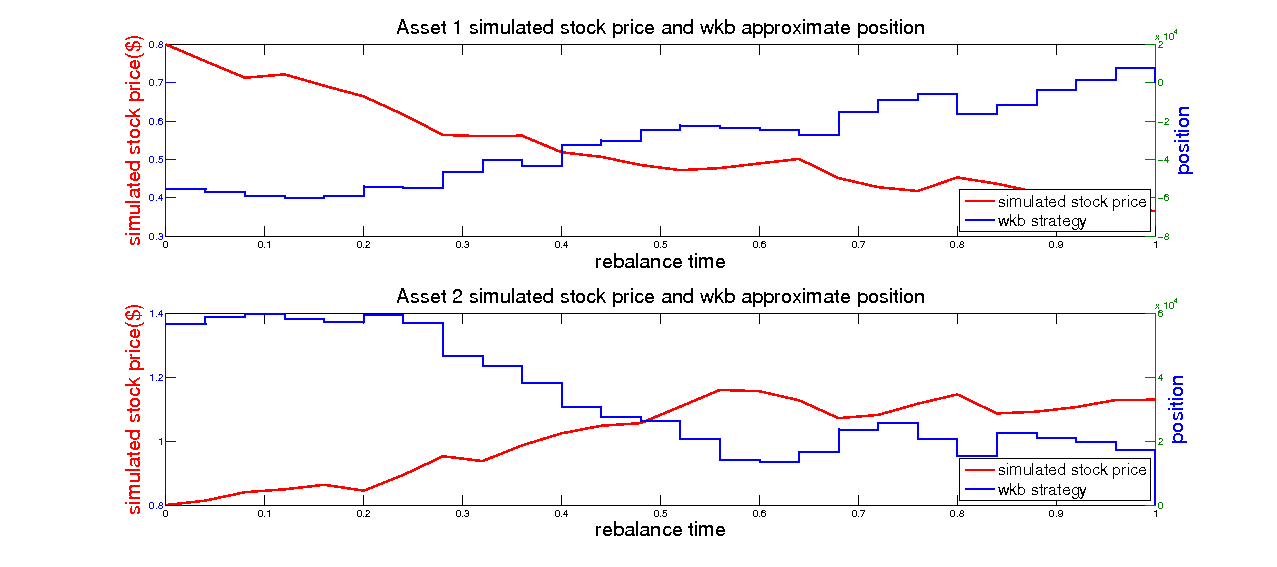 Asset 1 simulated stock price and wkb approximate position
x 10^4
simulated stock price($)
0.8
0.7
0.6
0.5
0.4
0.3
2
0
-2
-4
-6
-8
position
simulated stock price
wkb strategy
0 0.1 0.2 0.3 0.4 0.5 0.6 0.7 0.8 0.9 1
rebalance time
Asset 2 simulated stock price and wkb approximate position
x 10^4
simulated stock price($)
1.4
1.2
1
0.8
6
4
2
0
position
simulated stock price
wkb strategy
0 0.1 0.2 0.3 0.4 0.5 0.6 0.7 0.8 0.9 1
rebalance time